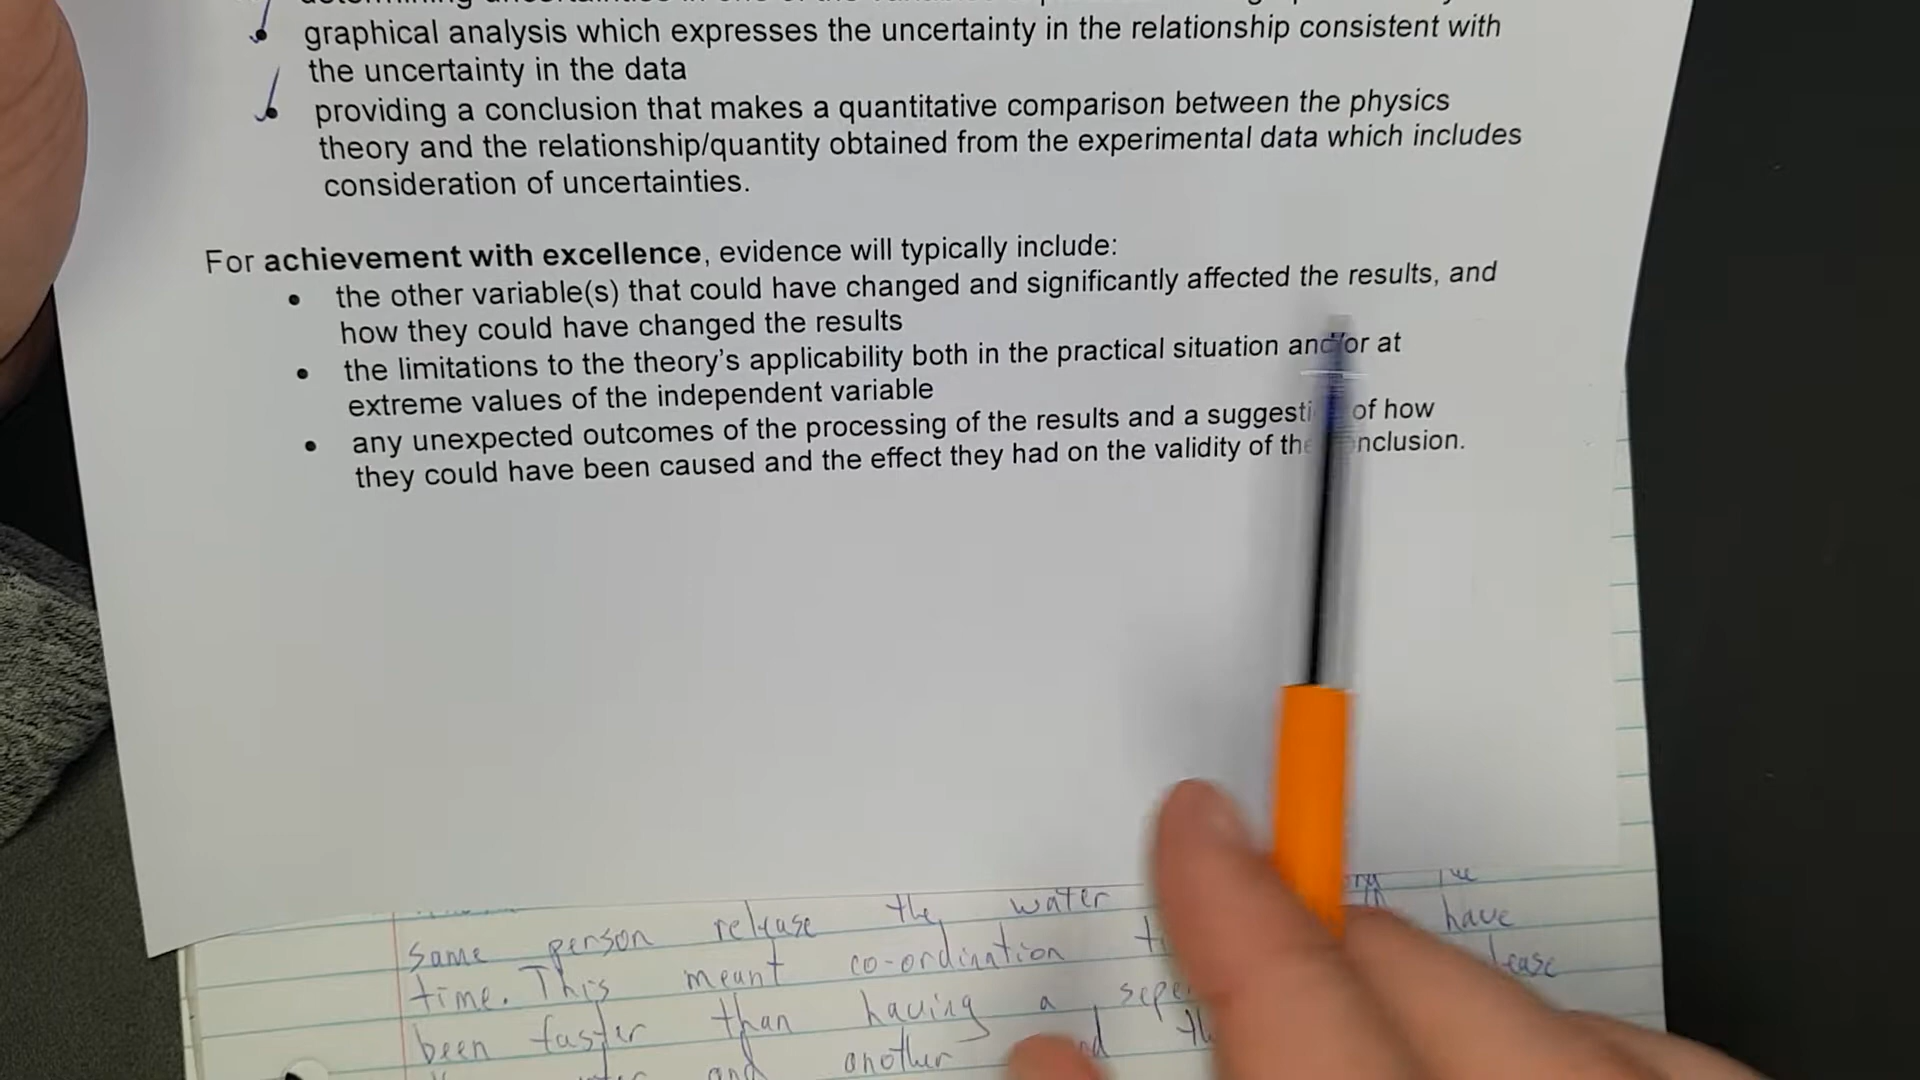 graphical analysis which expresses the uncertainty in the relationship consistent with
the uncertainty in the data
providing a conclusion that makes a quantitative comparison between the physics
theory and the relationship/quantity obtained from the experimental data which includes
consideration of uncertainties.
For achievement with excellence, evidence will typically include:
the other variable(s) that could have changed and significantly affected the results, and
how they could have changed the results
the limitations to the theory's applicability both in the practical situation and/or at
extreme values of the independent variable
any unexpected outcomes of the processing of the results and a of how
they could have been caused and the effect they had on the validity of
same person release the water
have
time. This meant co-ordination
been faster than having a
and another